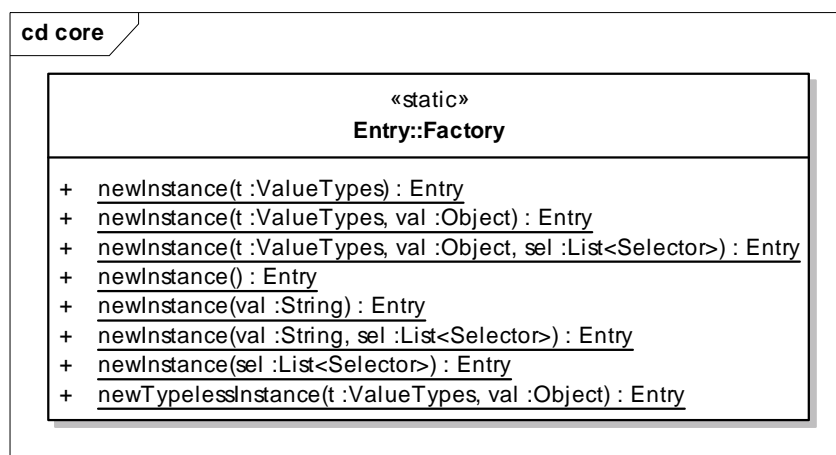 cd core
«static»
Entry::Factory
+ newInstance(t :ValueTypes) : Entry
+ newInstance(t :ValueTypes, val :Object) : Entry
+ newInstance(t :ValueTypes, val :Object, sel :List<Selector>) : Entry
+ newInstance() : Entry
+ newInstance(val :String) : Entry
+ newInstance(val :String, sel :List<Selector>) : Entry
+ newInstance(sel :List<Selector>) : Entry
+ newTypelessInstance(t :ValueTypes, val :Object) : Entry